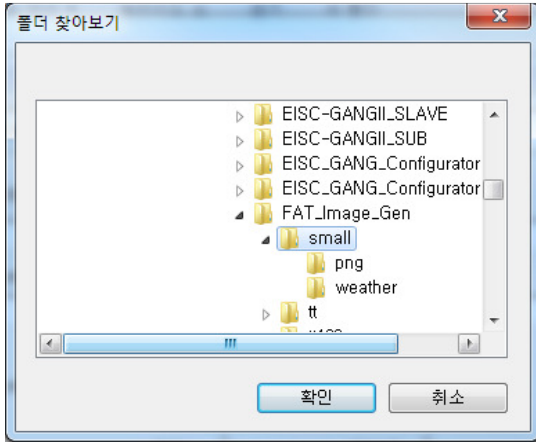 폴더 찾아보기
EISC-GANGII_SLAVE
EISC-GANGII_SUB
EISC_GANG_Configurator
EISC_GANG_Configurator
FAT_Image_Gen
small
png
weather
tt
확인
취소